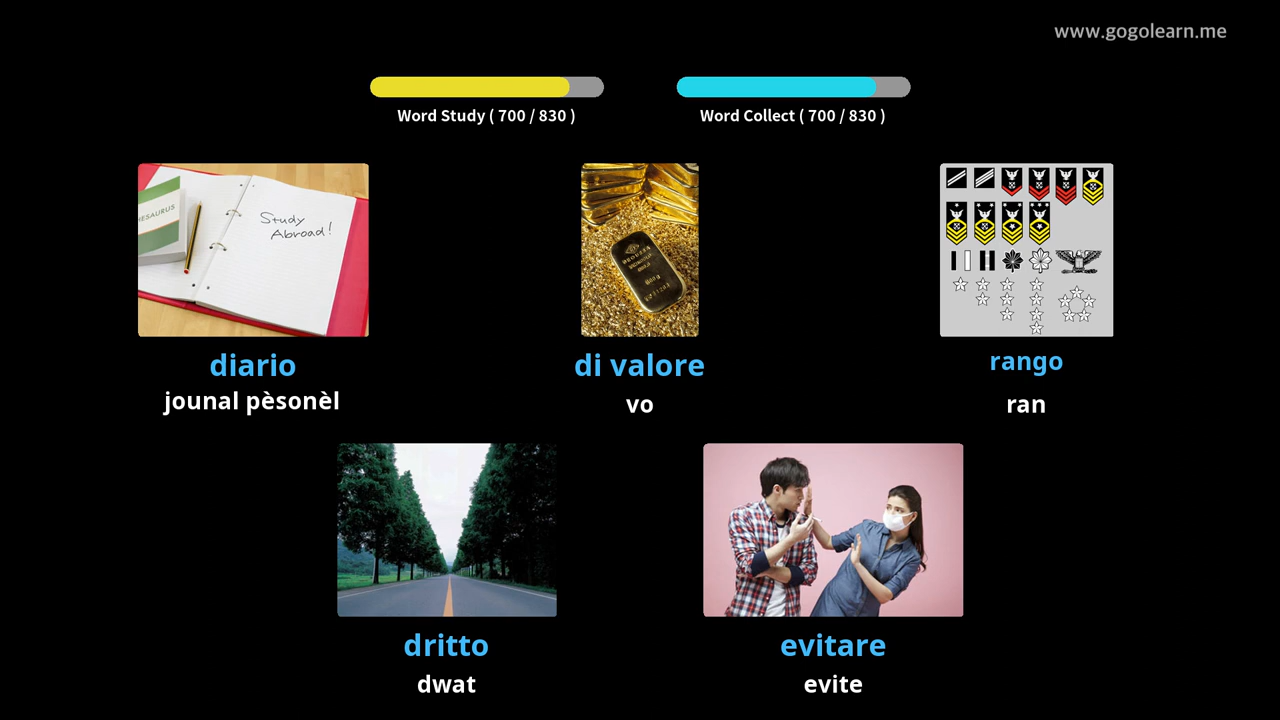 www.gogolearn.me
Word Study ( 700 / 830 )
Word Collect ( 700 / 830 )
HESAURUS
Study
Abroad!
diario
jounal pèsonèl
di valore
vo
rango
ran
dritto
dwat
evitare
evite